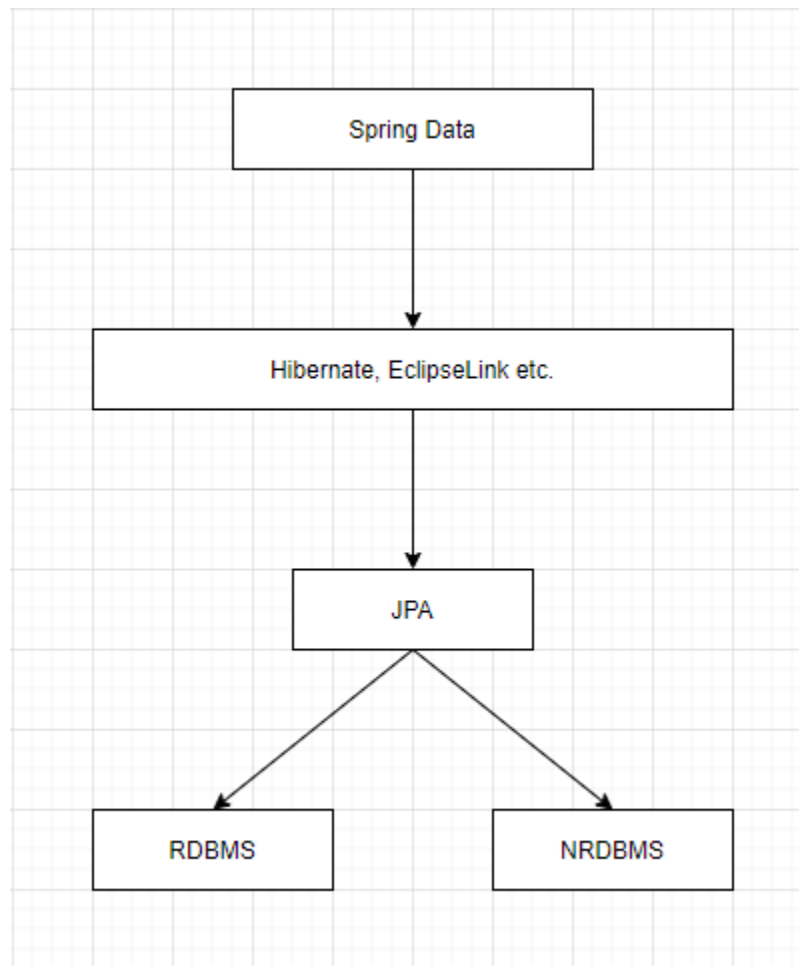 Spring Data
Hibernate, EclipseLink etc.
JPA
RDBMS
NRDBMS